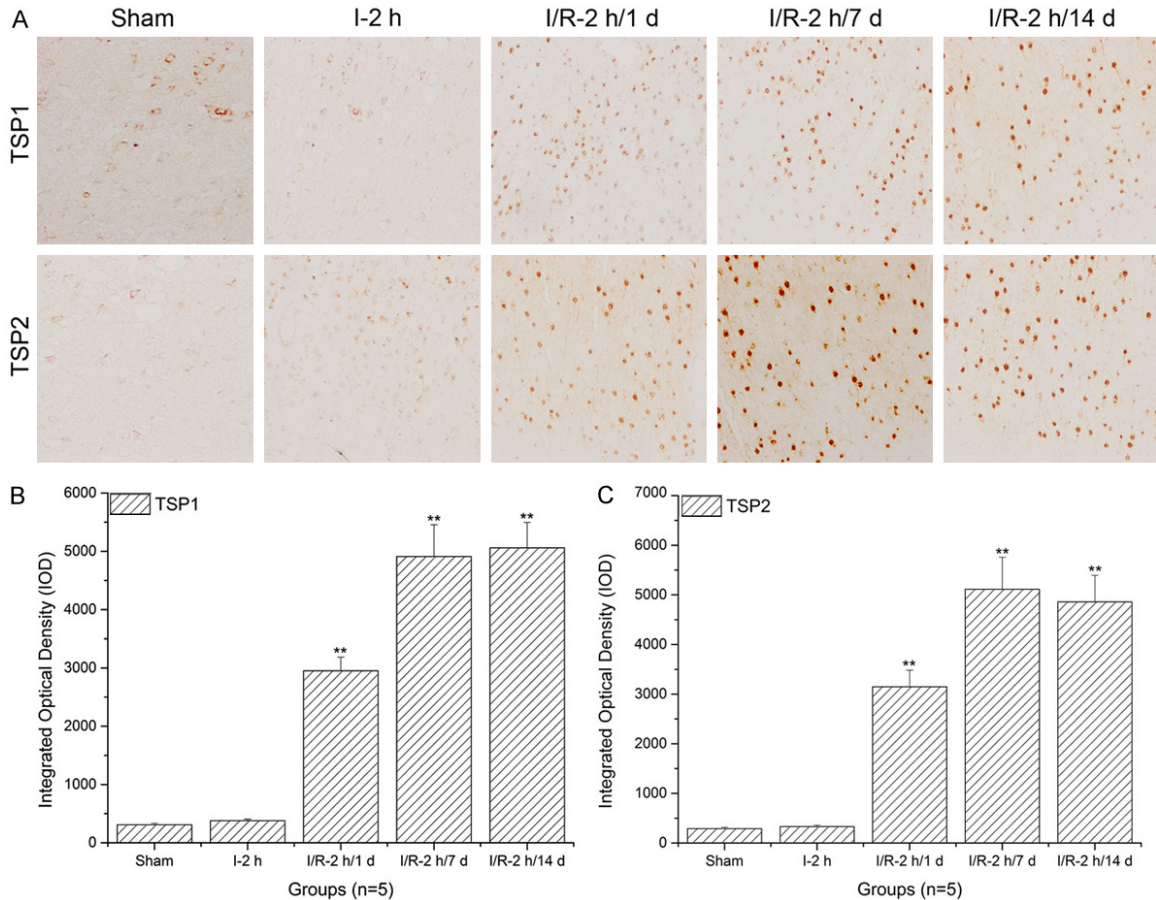 A
Sham
I-2 h
I/R-2 h/1 d
I/R-2 h/7 d
I/R-2 h/14 d
TSP1
TSP2
B
6000
5000
4000
3000
2000
1000
0
Integrated Optical Density (IOD)
TSP1
**
**
**
Sham
I-2 h
I/R-2 h/1 d
I/R-2 h/7 d
I/R-2 h/14 d
Groups (n=5)
C
7000
6000
5000
4000
3000
2000
1000
0
Integrated Optical Density (IOD)
TSP2
**
**
**
Sham
I-2 h
I/R-2 h/1 d
I/R-2 h/7 d
I/R-2 h/14 d
Groups (n=5)